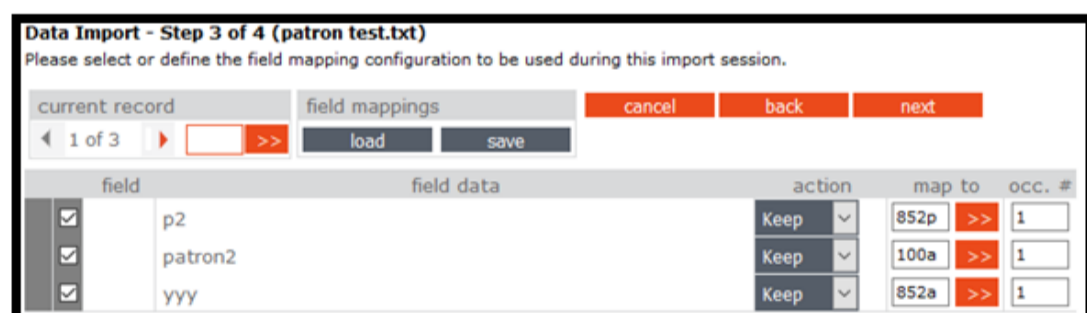 Data Import - Step 3 of 4 (patron test.txt)
Please select or define the field mapping configuration to be used during this import session.
current record field mappings cancel back next
1 of 3 >> load save
field field data action map to occ. #
p2 Keep 852p >> 1
patron2 Keep 100a >> 1
yyy Keep 852a >> 1